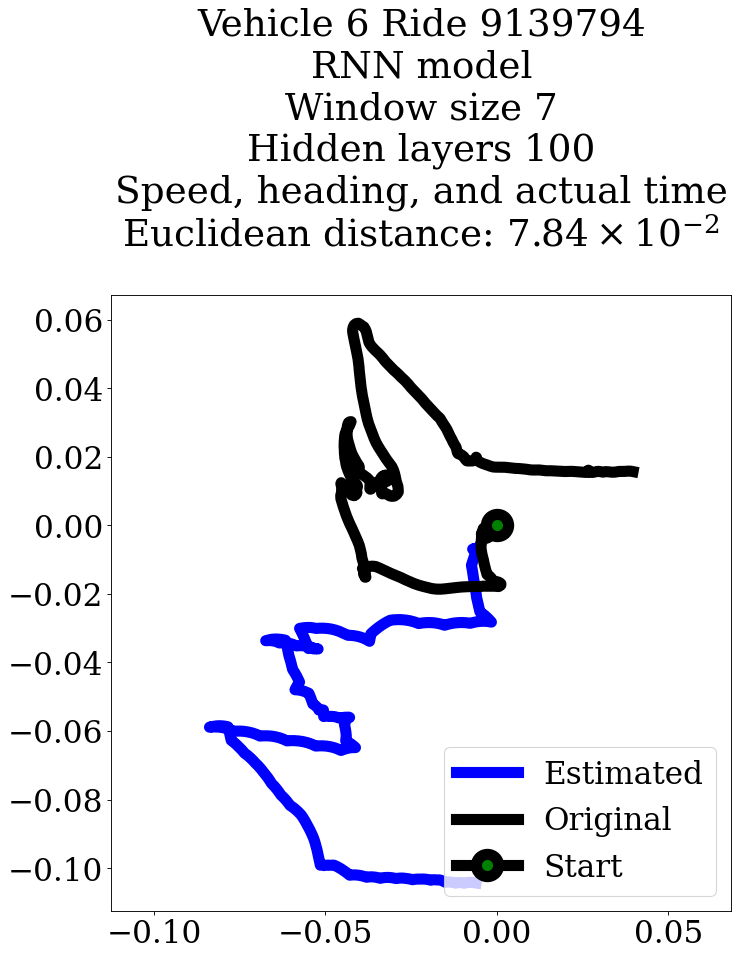 Vehicle 6 Ride 9139794
RNN model
Window size 7
Hidden layers 100
Speed, heading, and actual time
Euclidean distance: 7.84 × 10⁻²
0.06
0.04
0.02
0.00
−0.02
−0.04
−0.06
−0.08
−0.10
Estimated
Original
Start
−0.10 −0.05 0.00 0.05